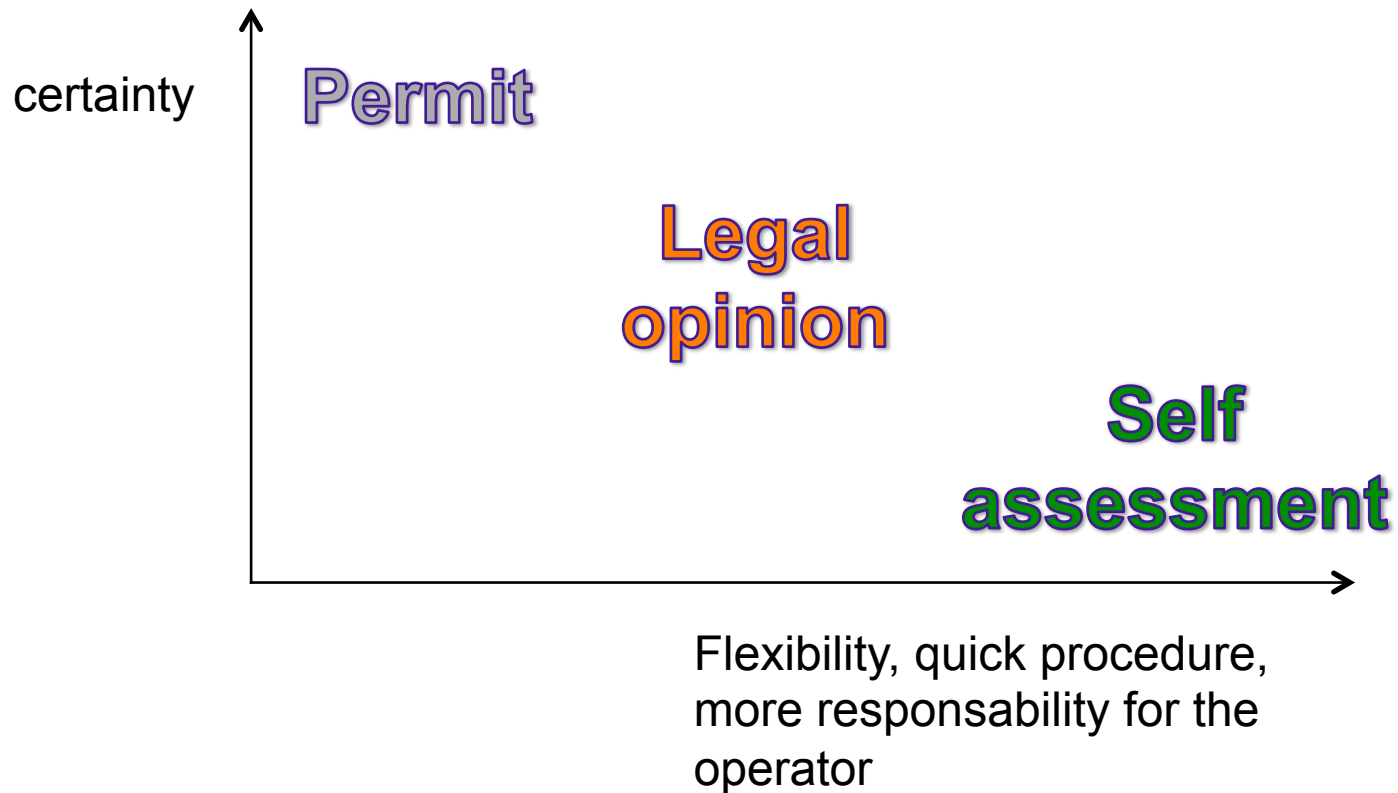 certainty
Permit
Legal
opinion
Self
assessment
Flexibility, quick procedure,
more responsability for the
operator